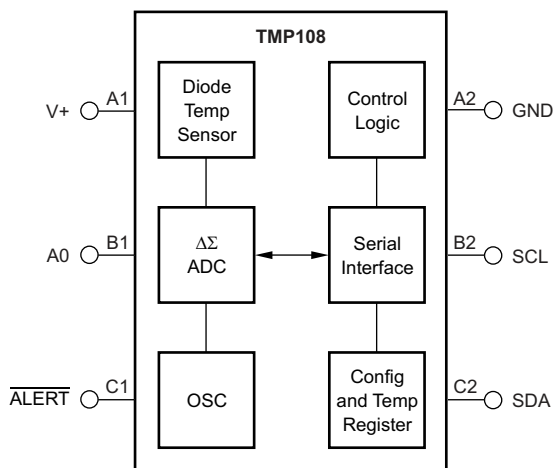 TMP108
V+ A1
Diode
Temp
Sensor
Control
Logic
A2 GND
A0 B1
ΔΣ
ADC
Serial
Interface
B2 SCL
ALERT C1
OSC
Config
and Temp
Register
C2 SDA